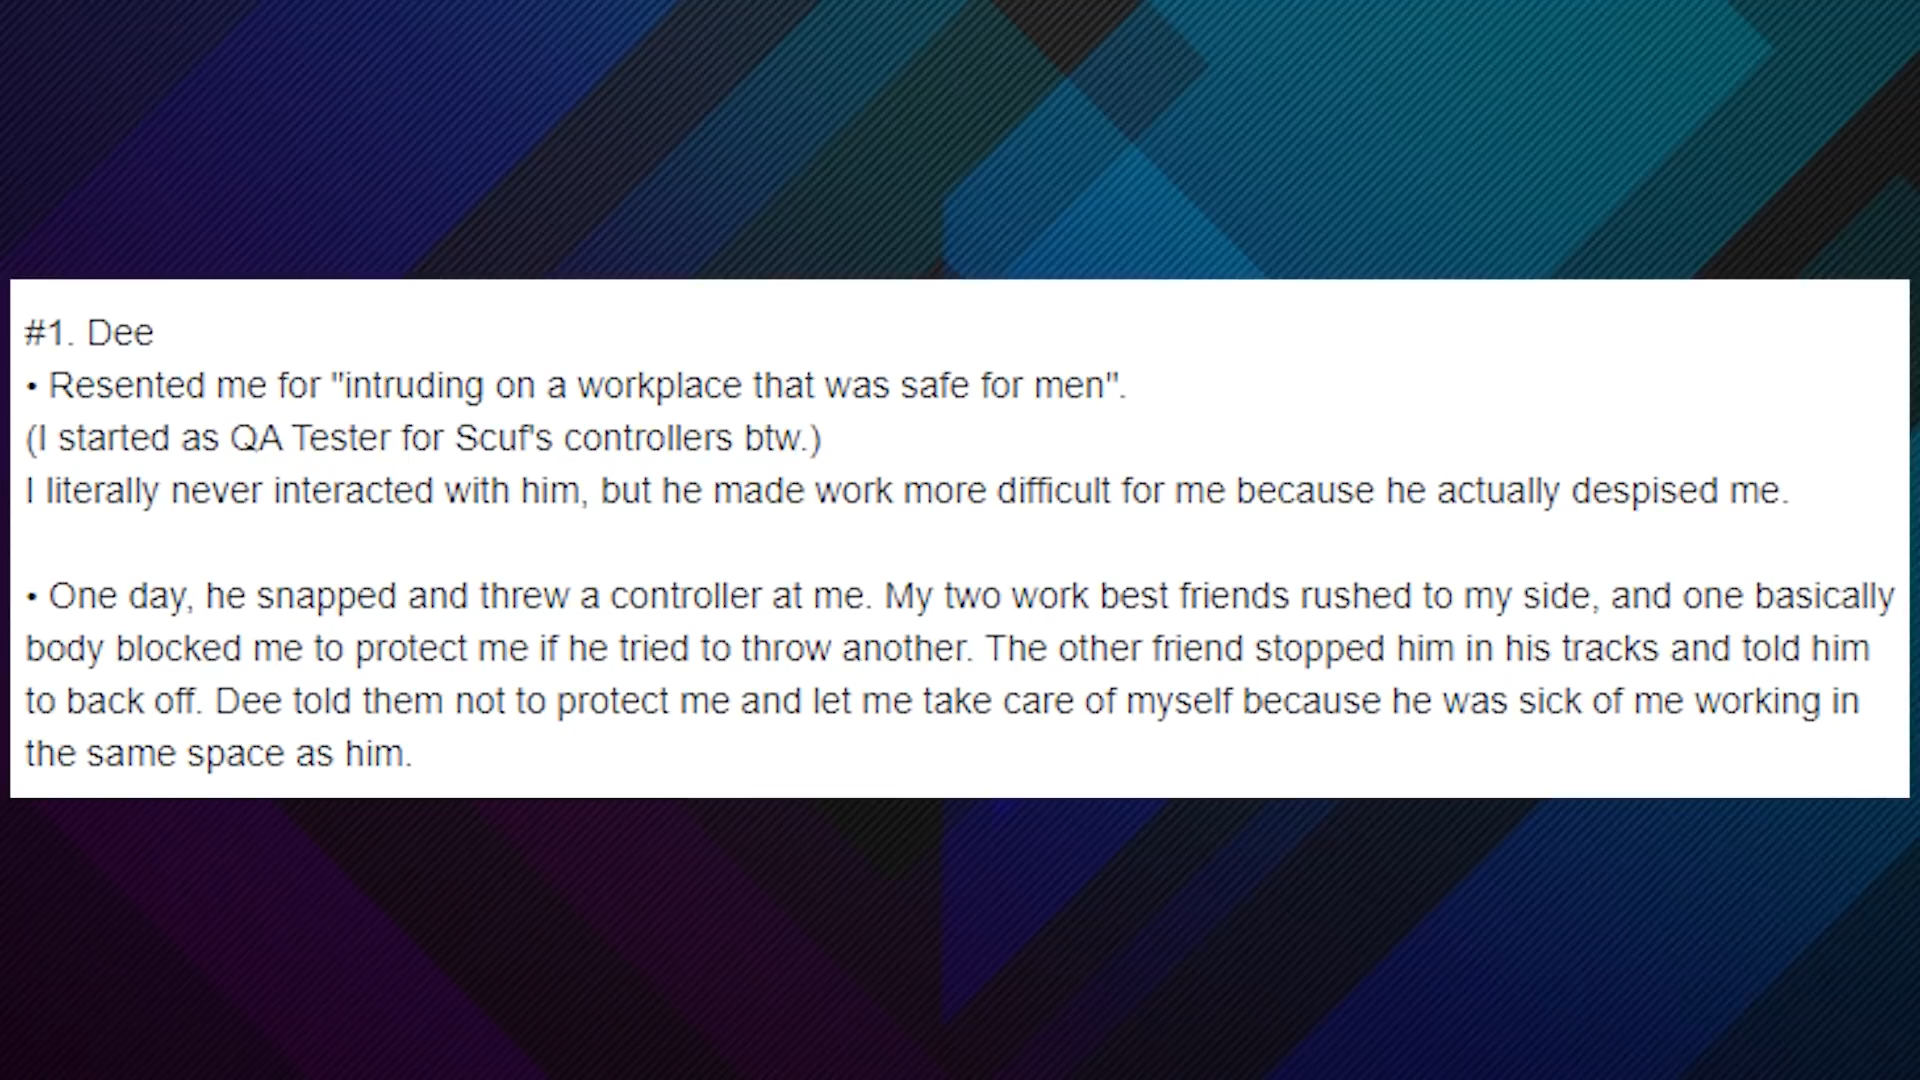 #1. Dee
• Resented me for "intruding on a workplace that was safe for men".
(I started as QA Tester for Scuf's controllers btw.)
I literally never interacted with him, but he made work more difficult for me because he actually despised me.
• One day, he snapped and threw a controller at me. My two work best friends rushed to my side, and one basically
body blocked me to protect me if he tried to throw another. The other friend stopped him in his tracks and told him
to back off. Dee told them not to protect me and let me take care of myself because he was sick of me working in
the same space as him.